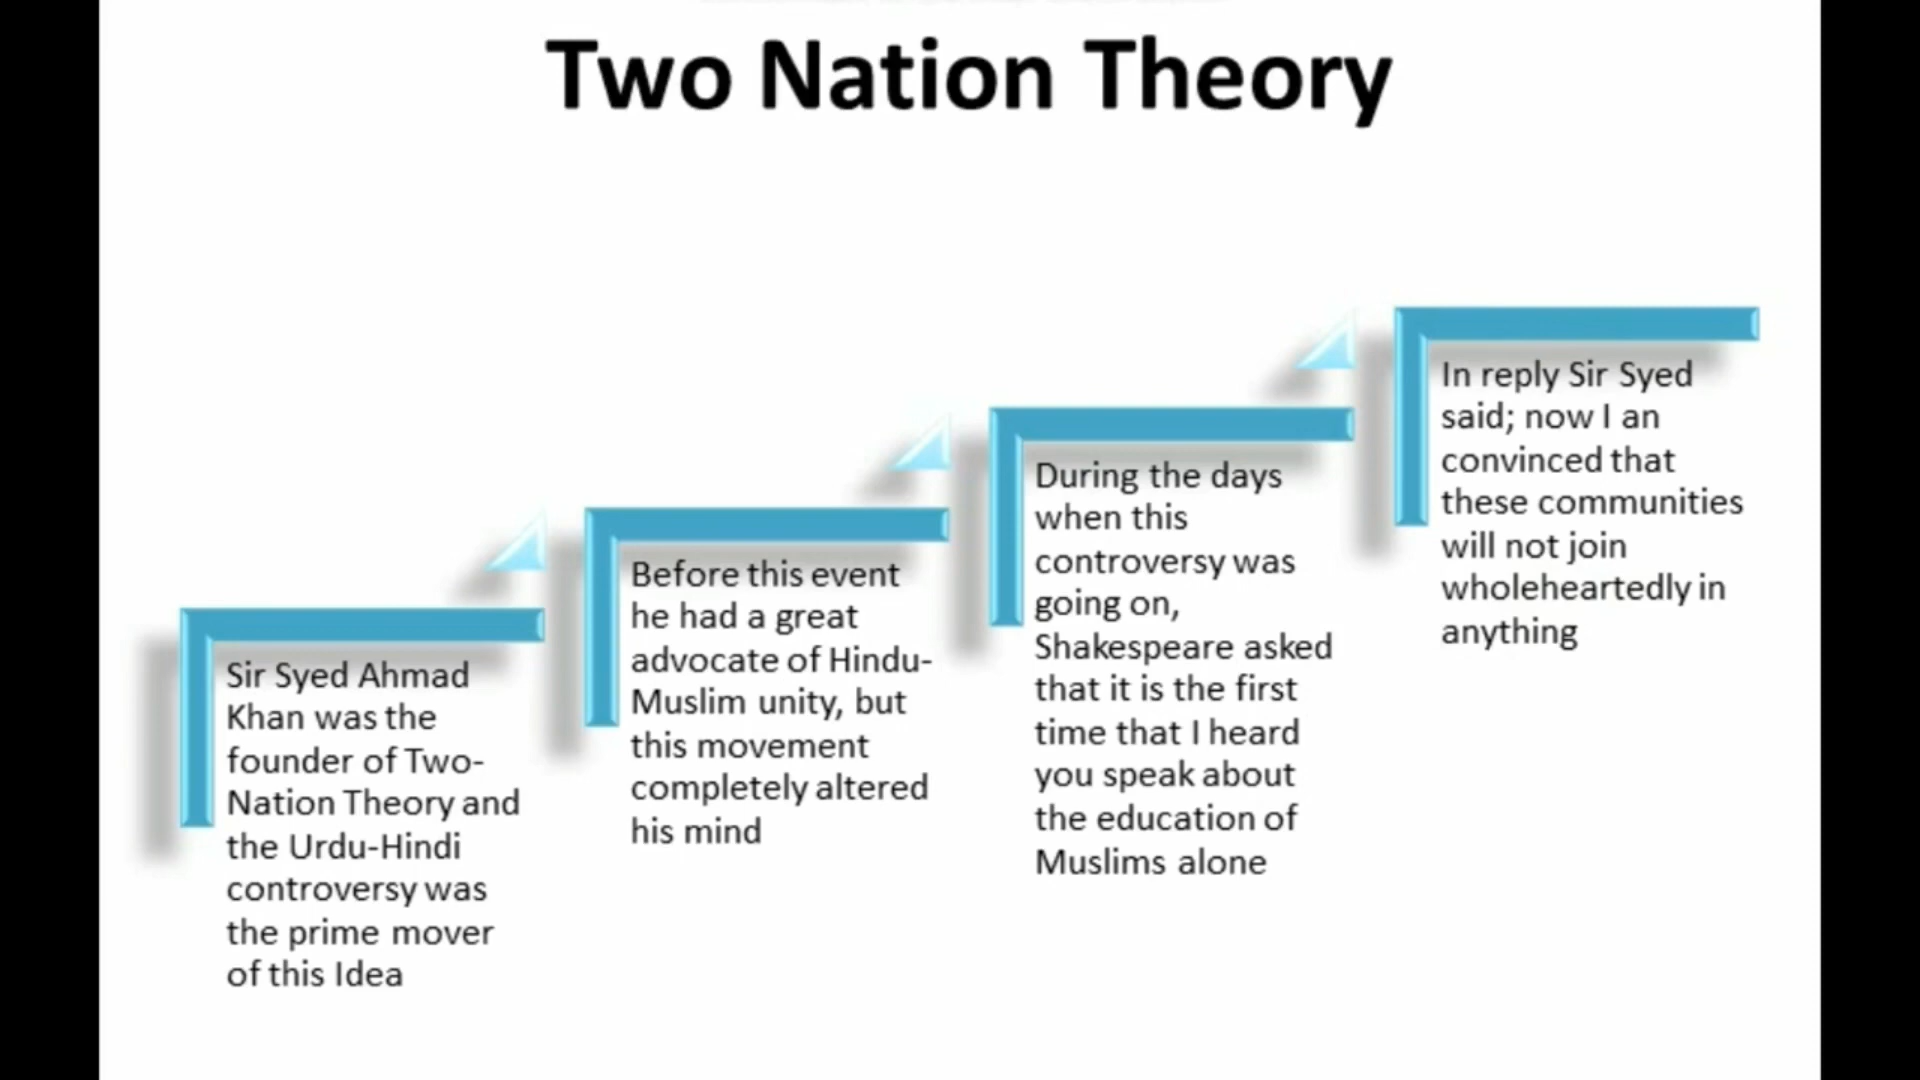 Two Nation Theory
Sir Syed Ahmad
Khan was the
founder of Two-
Nation Theory and
the Urdu-Hindi
controversy was
the prime mover
of this Idea
Before this event
he had a great
advocate of Hindu-
Muslim unity, but
this movement
completely altered
his mind
During the days
when this
controversy was
going on,
Shakespeare asked
that it is the first
time that I heard
you speak about
the education of
Muslims alone
In reply Sir Syed
said; now I an
convinced that
these communities
will not join
wholeheartedly in
anything